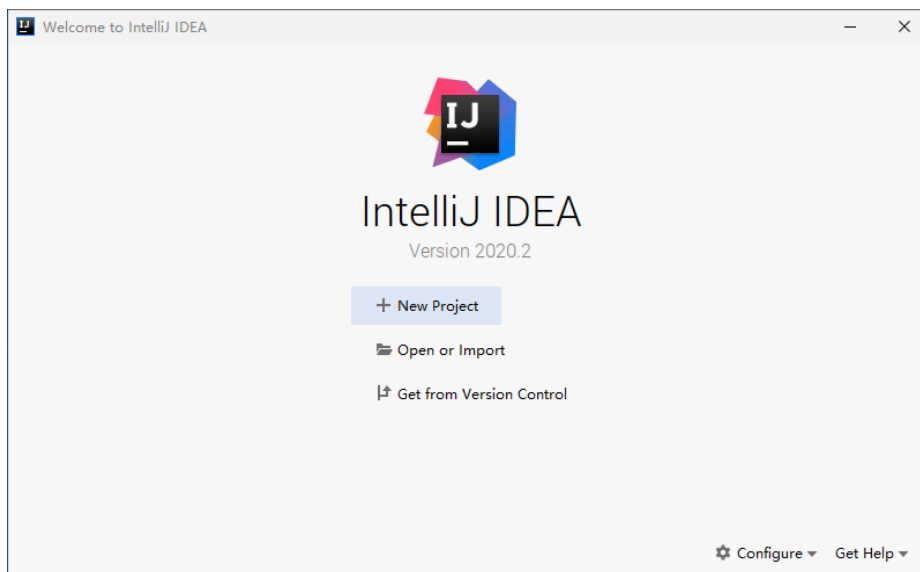 Welcome to IntelliJ IDEA
IJ
IntelliJ IDEA
Version 2020.2
New Project
Open or Import
Get from Version Control
Configure
Get Help